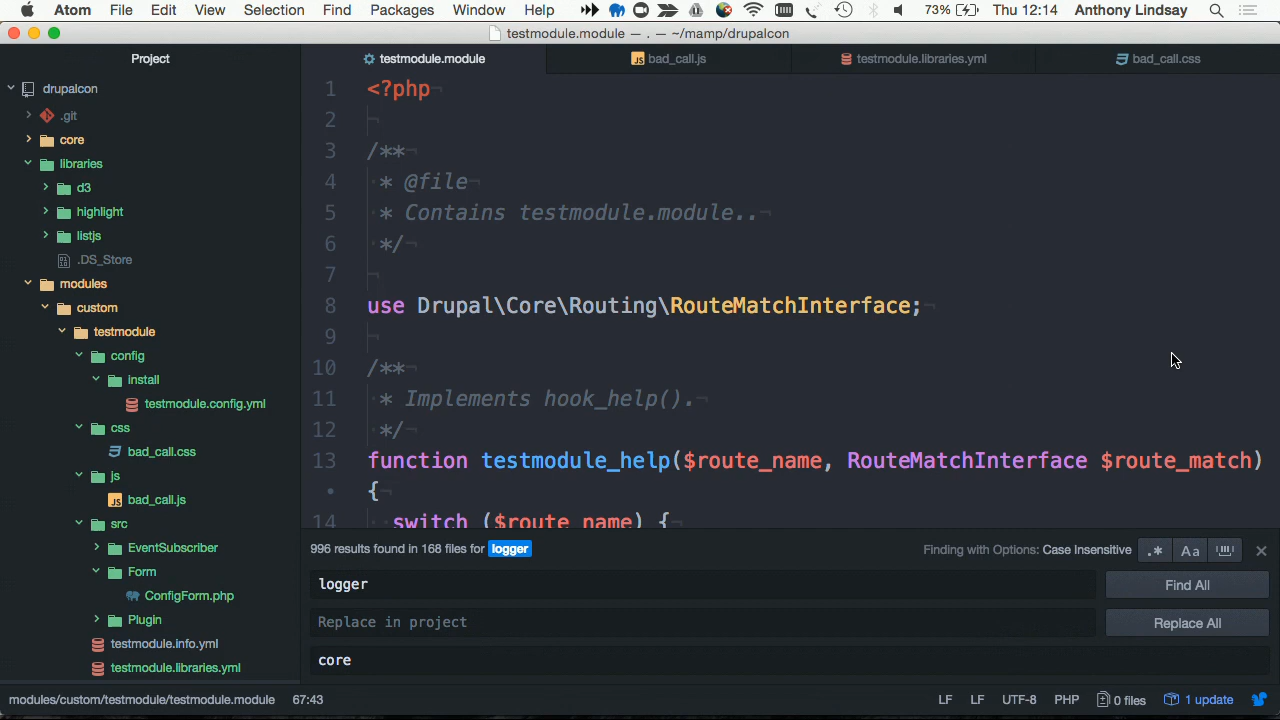 Atom File Edit View Selection Find Packages Window Help 73% Thu 12:14 Anthony Lindsay
testmodule.module — . — ~/mamp/drupalcon
Project
drupalcon
.git
core
libraries
d3
highlight
listjs
.DS_Store
modules
custom
testmodule
config
install
testmodule.config.yml
css
bad_call.css
js
bad_call.js
src
EventSubscriber
Form
ConfigForm.php
Plugin
testmodule.info.yml
testmodule.libraries.yml
testmodule.module bad_call.js testmodule.libraries.yml bad_call.css
1 <?php¬
2 ¬
3 /**¬
4 ·* @file¬
5 ·* Contains testmodule.module..¬
6 ·*/¬
7 ¬
8 use Drupal\Core\Routing\RouteMatchInterface;¬
9 ¬
10 /**¬
11 ·* Implements hook_help().¬
12 ·*/¬
13 function testmodule_help($route_name, RouteMatchInterface $route_match)
• {¬
14 ··switch ($route_name) {¬
996 results found in 168 files for logger Finding with Options: Case Insensitive .* Aa
logger Find All
Replace in project Replace All
core
modules/custom/testmodule/testmodule.module 67:43 LF LF UTF-8 PHP 0 files 1 update